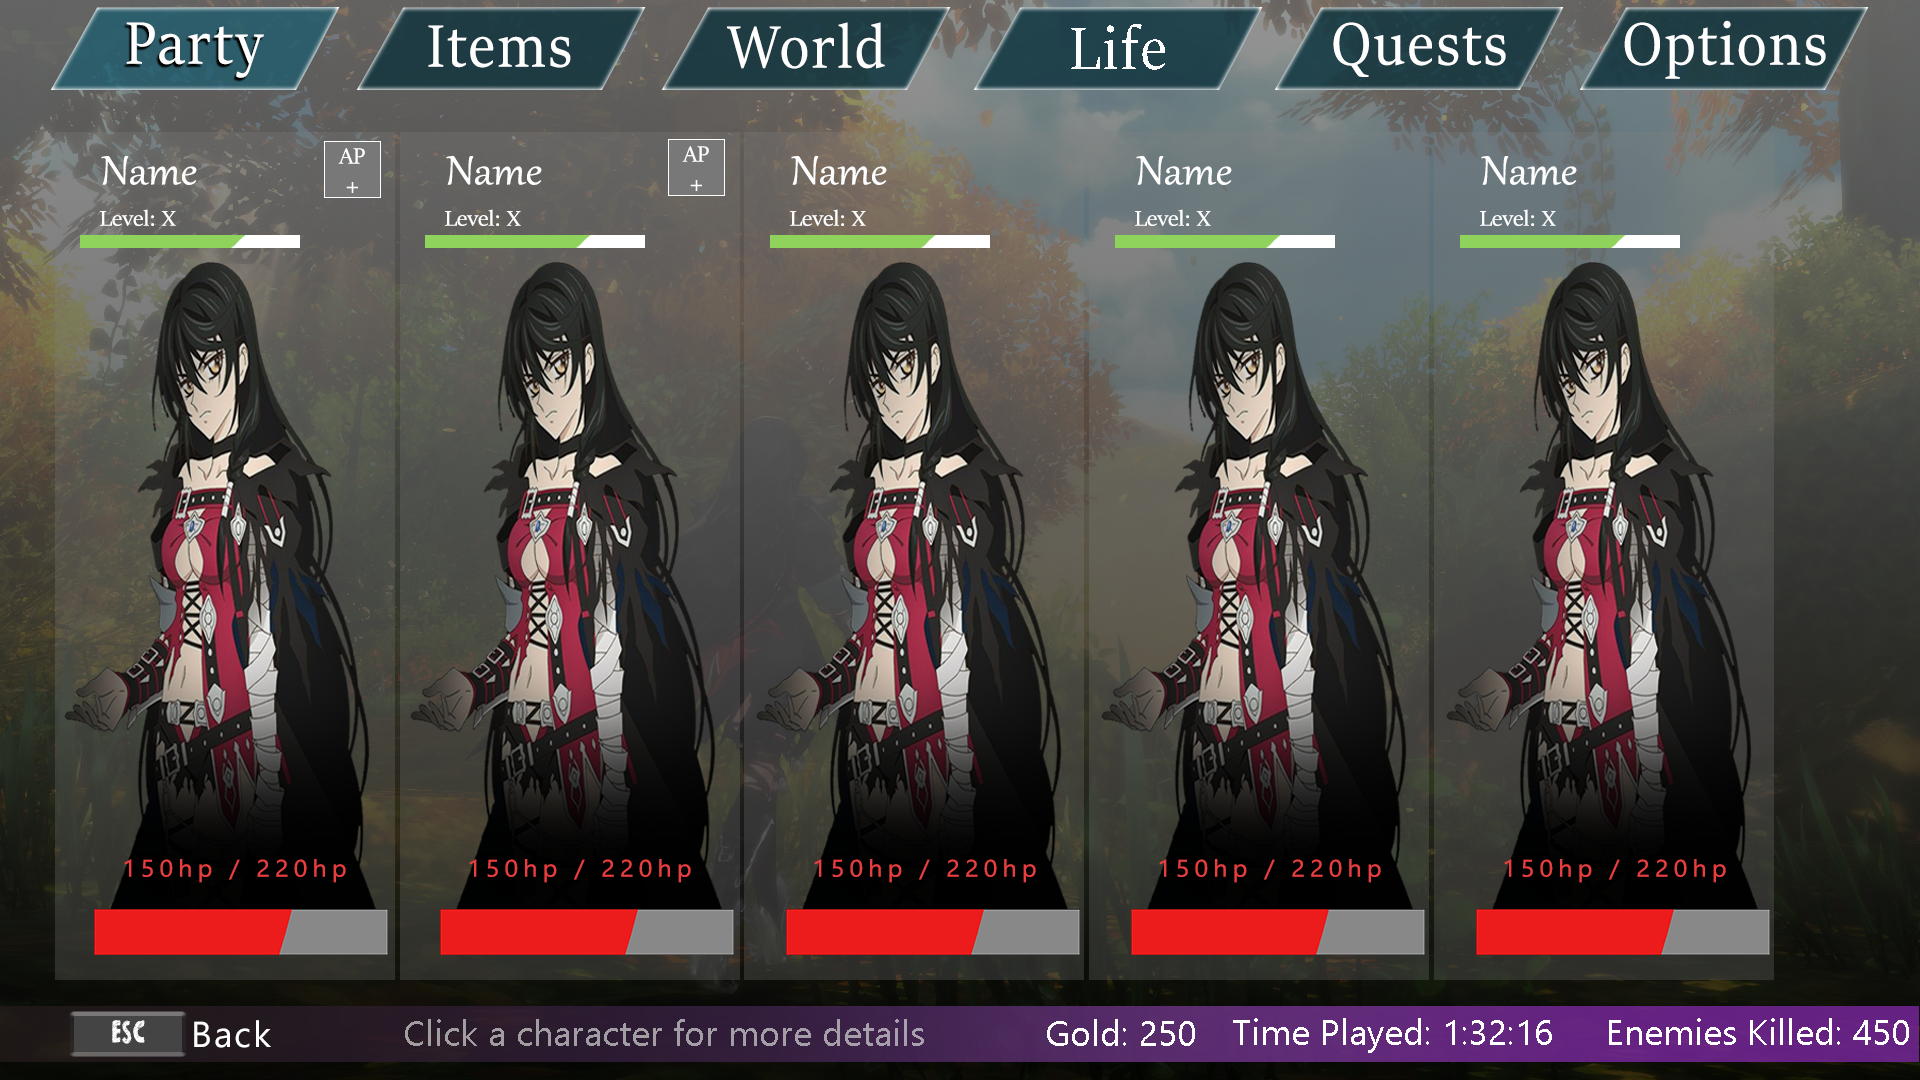 Party
Items
World
Life
Quests
Options
Name
AP
+
Level: X
Name
AP
+
Level: X
Name
Level: X
Name
Level: X
Name
Level: X
150hp / 220hp
150hp / 220hp
150hp / 220hp
150hp / 220hp
150hp / 220hp
ESC
Back
Click a character for more details
Gold: 250
Time Played: 1:32:16
Enemies Killed: 450